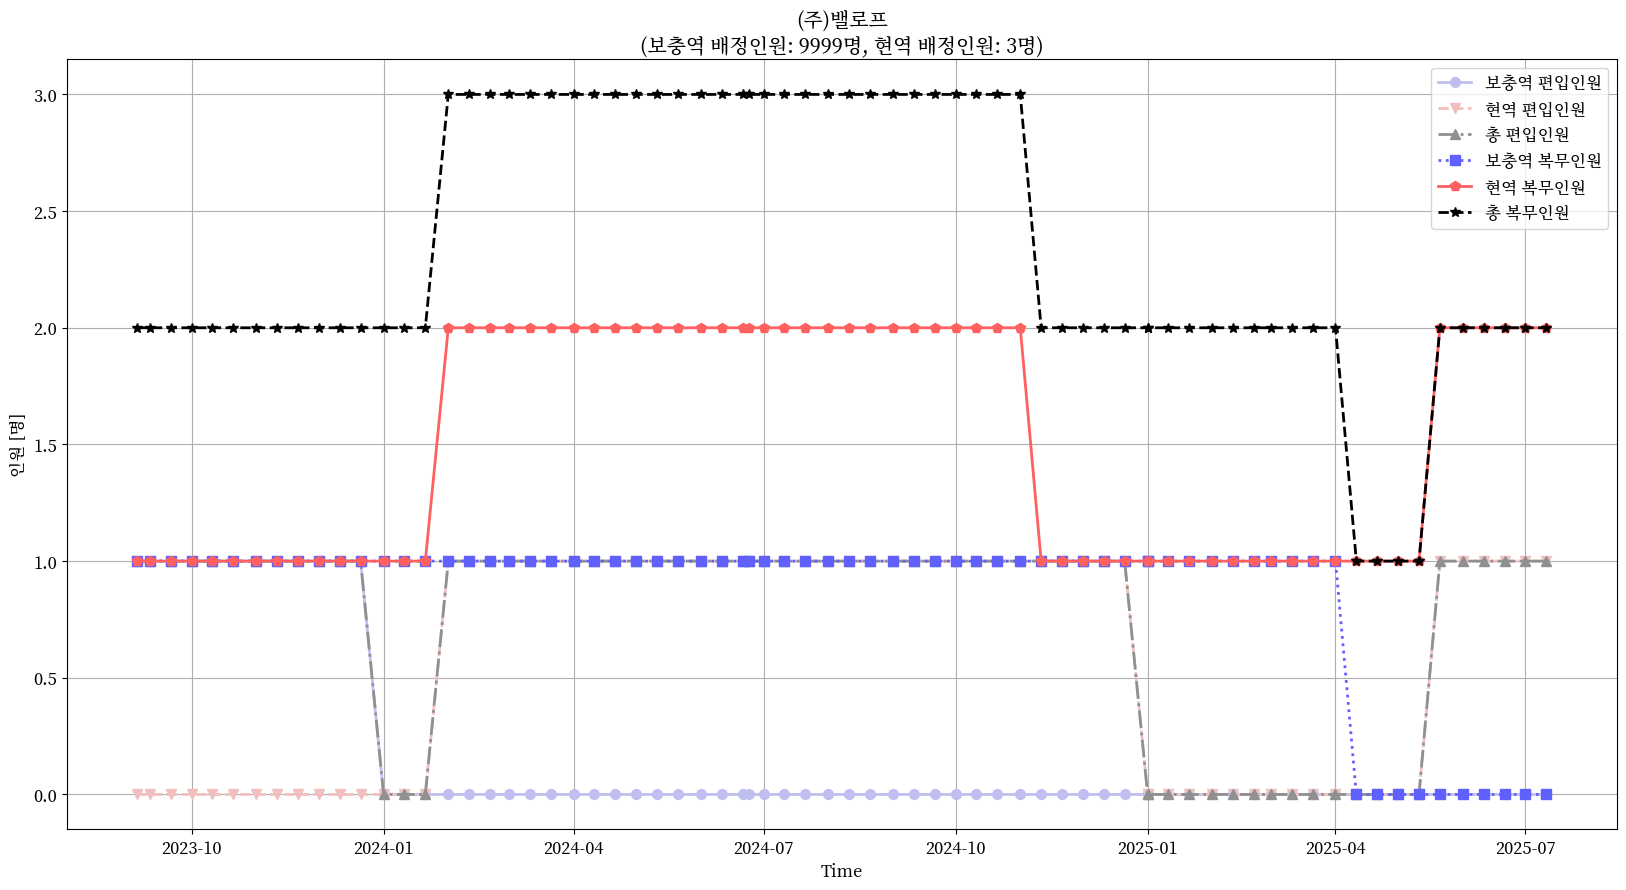 (주)밸로프
(보충역 배정인원: 9999명, 현역 배정인원: 3명)
보충역 편입인원
현역 편입인원
총 편입인원
보충역 복무인원
현역 복무인원
총 복무인원
인원 [명]
3.0
2.5
2.0
1.5
1.0
0.5
0.0
2023-10 2024-01 2024-04 2024-07 2024-10 2025-01 2025-04 2025-07
Time